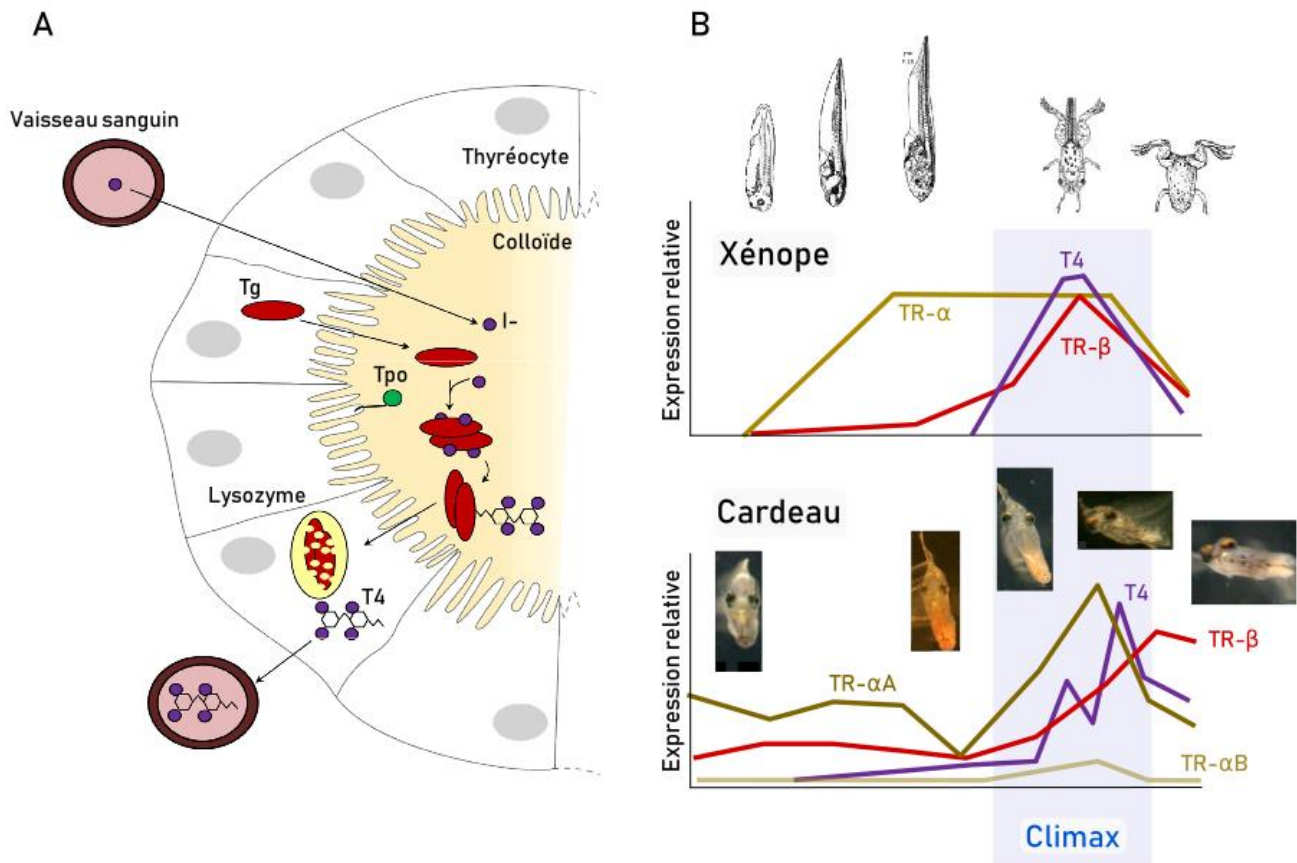 A
Vaisseau sanguin
Thyréocyte
Colloïde
Tg
I-
Tpo
Lysozyme
T4
B
Expression relative
Xénope
T4
TR-α
TR-β
Expression relative
Cardeau
T4
TR-β
TR-αA
TR-αB
Climax